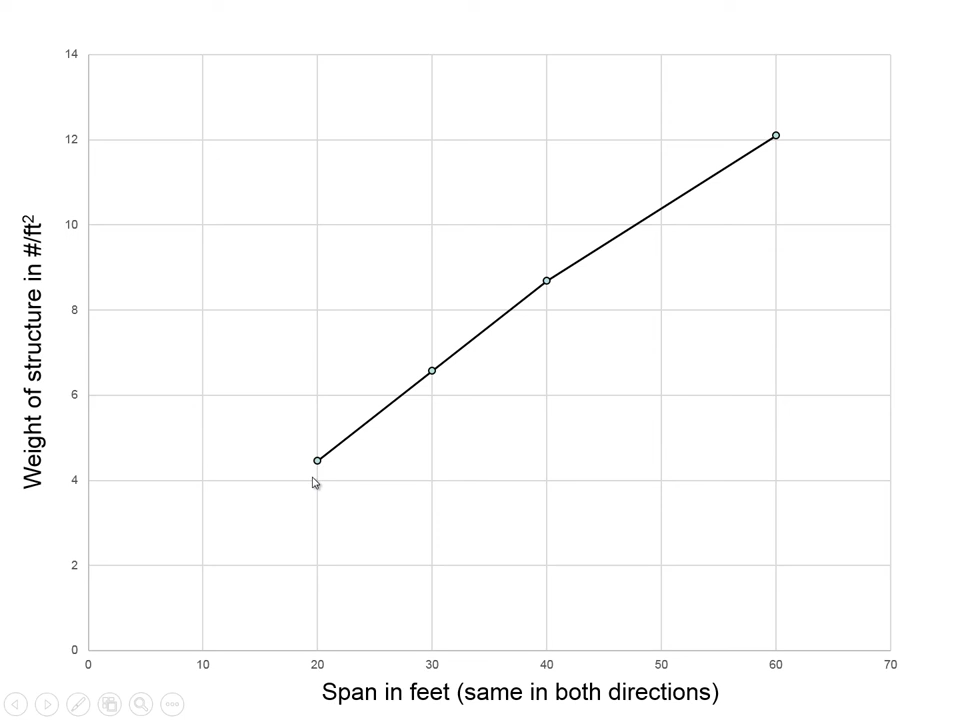 14
12
10
8
6
4
2
0
Weight of structure in #/ft²
0 10 20 30 40 50 60 70
Span in feet (same in both directions)